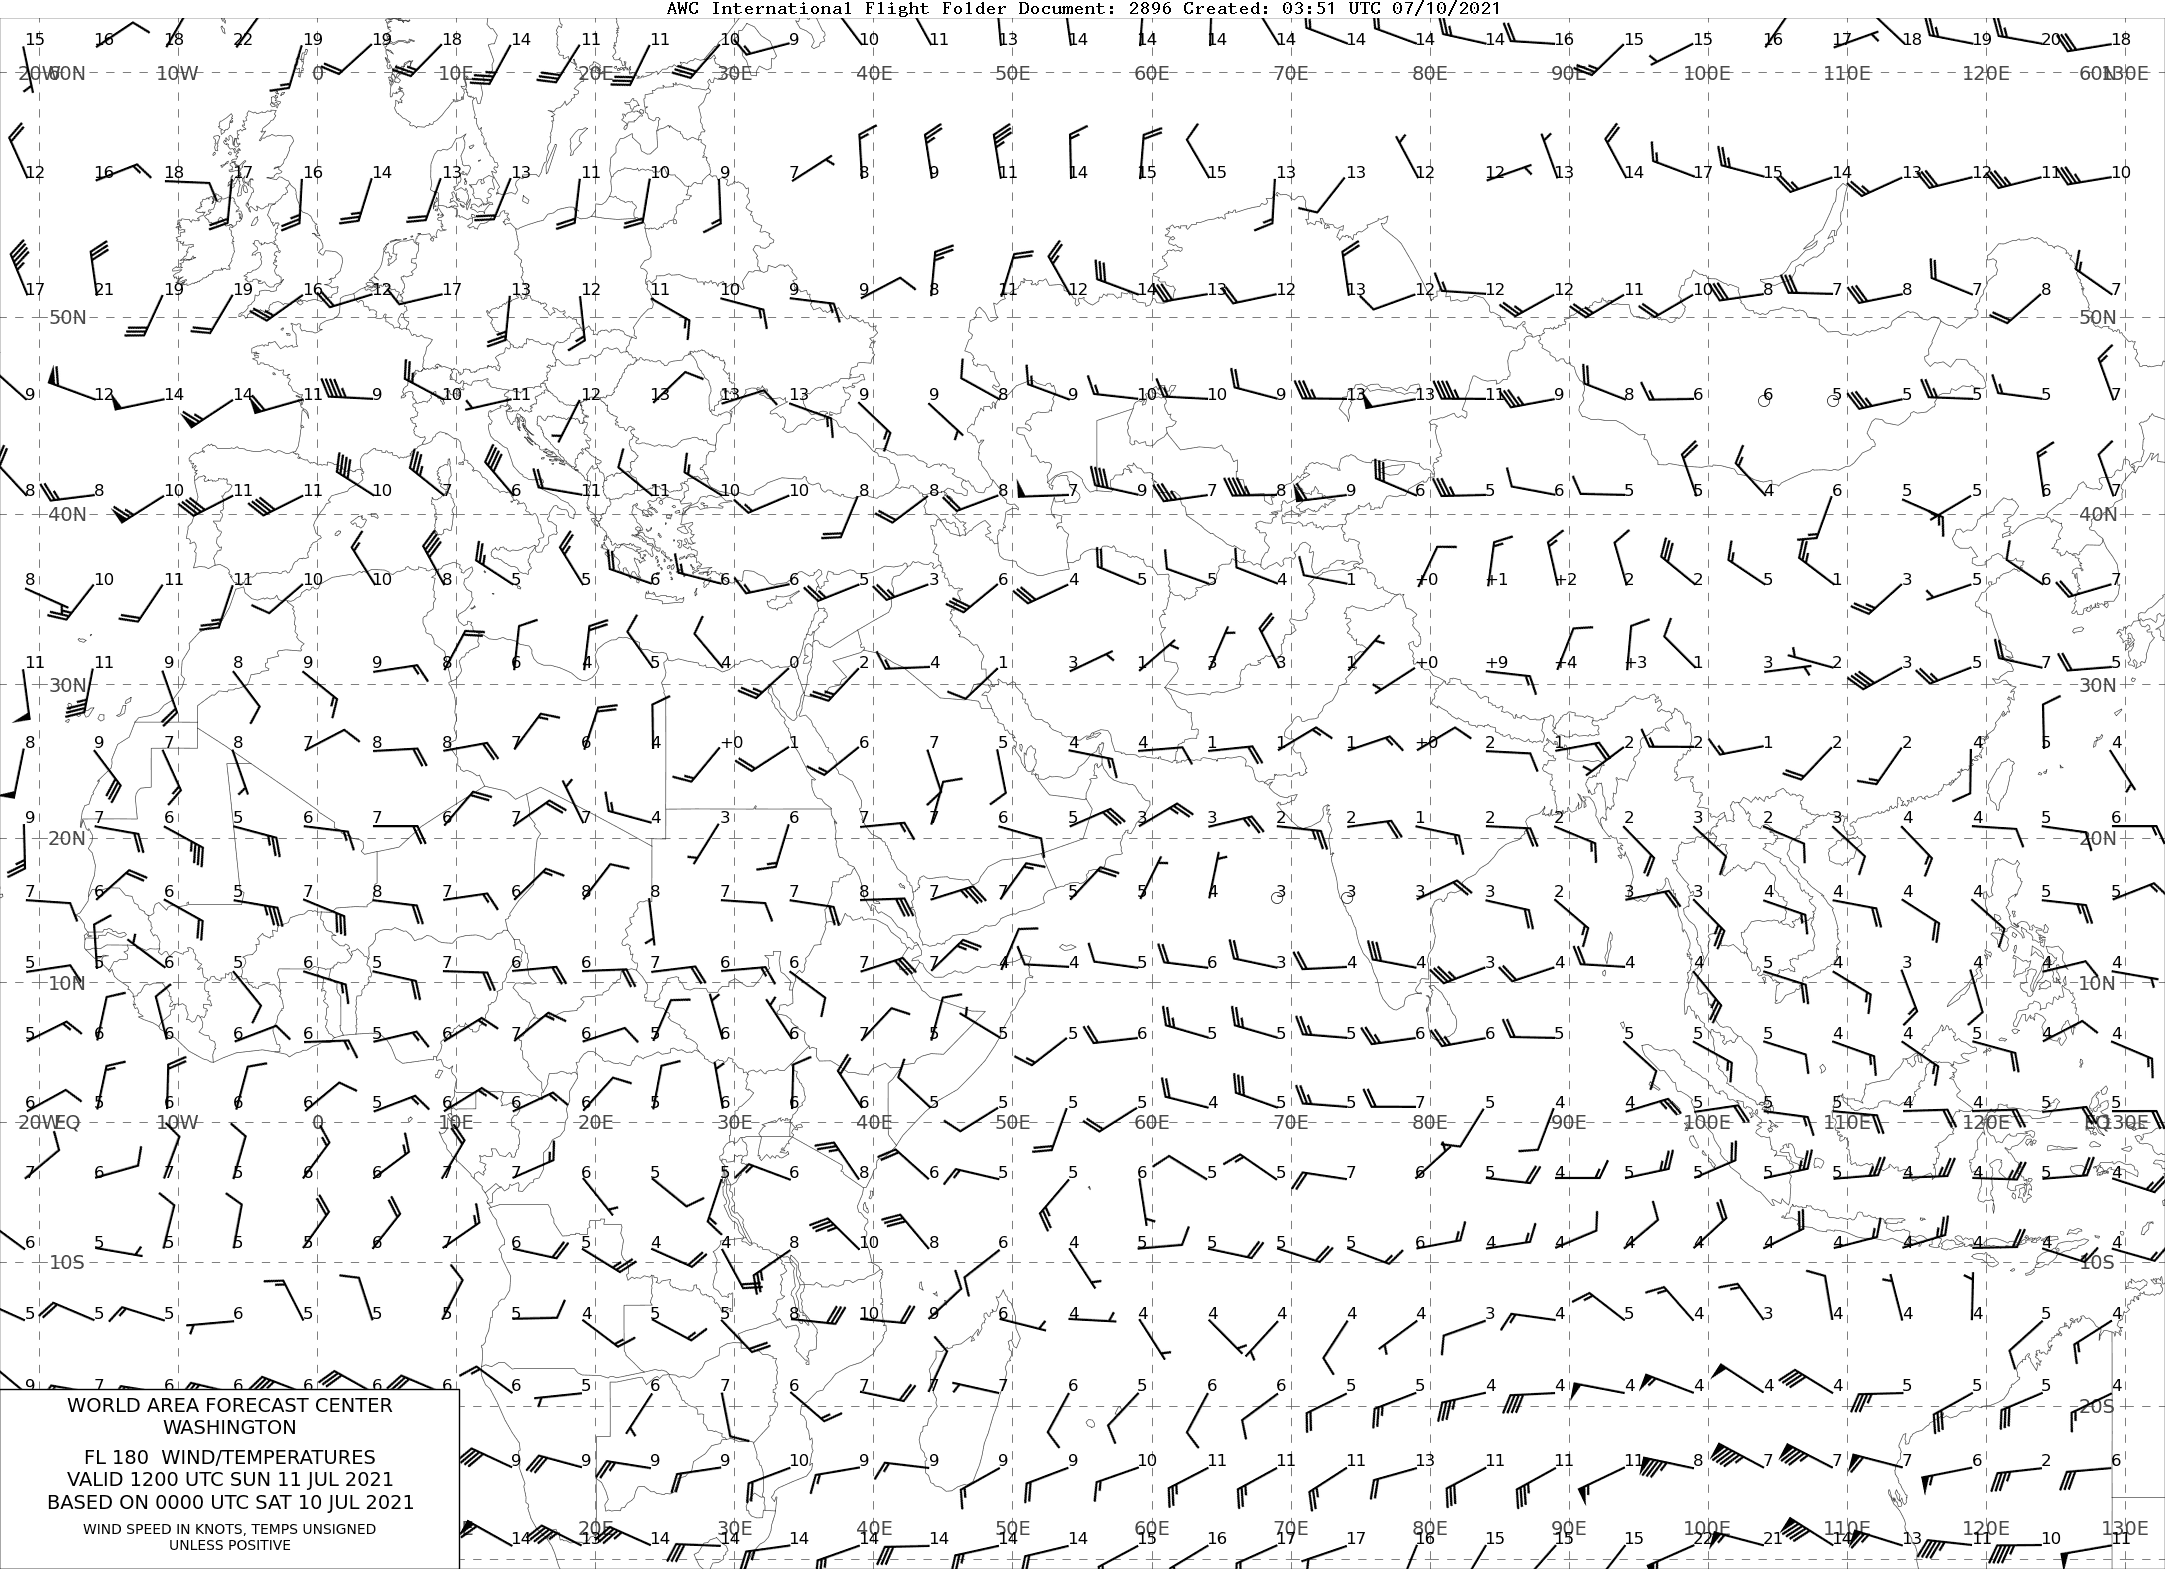 AWC International Flight Folder Document: 2896 Created: 03:51 UTC 07/10/2021
15 16 18 22 19 19 18 14 11 11 10 9 10 11 13 14 14 14 14 14 14 14 16 15 15 16 17 18 19 20 18
20W 60N 10W 0 10E 20E 30E 40E 50E 60E 70E 80E 90E 100E 110E 120E 60N 130E
12 16 18 17 16 14 13 13 11 10 9 7 8 9 11 14 15 15 13 13 12 12 13 14 17 15 14 13 12 11 10
17 21 19 19 16 12 17 13 12 11 10 9 9 8 11 12 14 13 12 13 12 12 12 11 10 8 7 8 7 8 7
50N 50N
9 12 14 14 11 9 10 11 12 13 13 13 9 9 8 9 10 10 9 13 13 11 9 8 6 6 5 5 5 5 7
8 8 10 11 11 10 7 6 11 11 10 10 8 8 8 7 9 7 8 9 6 5 6 5 5 4 6 5 5 6 7
40N 40N
8 10 11 11 10 10 8 5 5 6 6 6 5 3 6 4 5 5 4 1 +0 +1 +2 2 2 5 1 3 5 6 7
11 11 9 8 9 9 8 6 4 5 4 0 2 4 1 3 1 3 3 1 +0 +9 +4 +3 1 3 2 3 5 7 5
30N 30N
8 9 7 8 7 8 8 7 6 4 +0 1 6 7 5 4 4 1 1 1 +0 2 1 2 2 1 2 2 4 5 4
9 7 6 5 6 7 6 7 7 4 3 6 7 7 6 5 3 3 2 2 1 2 2 2 3 2 3 4 4 5 6
20N 20N
7 6 6 5 7 8 7 6 8 8 7 7 8 7 7 5 5 4 3 3 3 3 2 3 3 4 4 4 4 5 5
5 5 6 5 6 5 7 6 6 7 6 6 7 7 4 4 5 6 3 4 4 3 4 4 4 5 4 3 4 4 4
10N 10N
5 6 6 6 6 5 6 7 6 5 6 6 7 5 5 5 6 5 5 5 6 6 5 5 5 5 4 4 5 4 4
6 5 6 6 6 5 6 6 6 5 6 6 6 5 5 5 5 4 5 5 7 5 4 4 5 5 5 4 4 5 5
20W EQ 10W 0 10E 20E 30E 40E 50E 60E 70E 80E 90E 100E 110E 120E EQ 130E
7 6 7 5 6 6 7 7 6 5 5 6 8 6 5 5 6 5 5 7 6 5 4 5 5 5 5 4 4 5 4
6 5 5 5 5 6 7 6 5 4 4 8 10 8 6 4 5 5 5 5 6 4 4 4 4 4 4 4 4 4 4
10S 10S
5 5 5 6 5 5 5 5 4 5 5 8 10 9 6 4 4 4 4 4 4 3 4 5 4 3 4 4 4 5 4
9 7 6 6 6 6 6 6 5 6 7 6 7 7 7 6 5 6 6 5 5 4 4 4 4 4 4 5 5 5 4
20S
9 9 9 9 10 9 9 9 9 10 11 11 11 13 11 11 11 8 7 7 7 6 2 6
20E 30E 40E 50E 60E 70E 80E 90E 100E 110E 120E 130E
14 13 14 14 14 14 14 14 14 15 16 17 17 16 15 15 15 22 21 14 13 11 10 11
WORLD AREA FORECAST CENTER
WASHINGTON
FL 180 WIND/TEMPERATURES
VALID 1200 UTC SUN 11 JUL 2021
BASED ON 0000 UTC SAT 10 JUL 2021
WIND SPEED IN KNOTS, TEMPS UNSIGNED
UNLESS POSITIVE